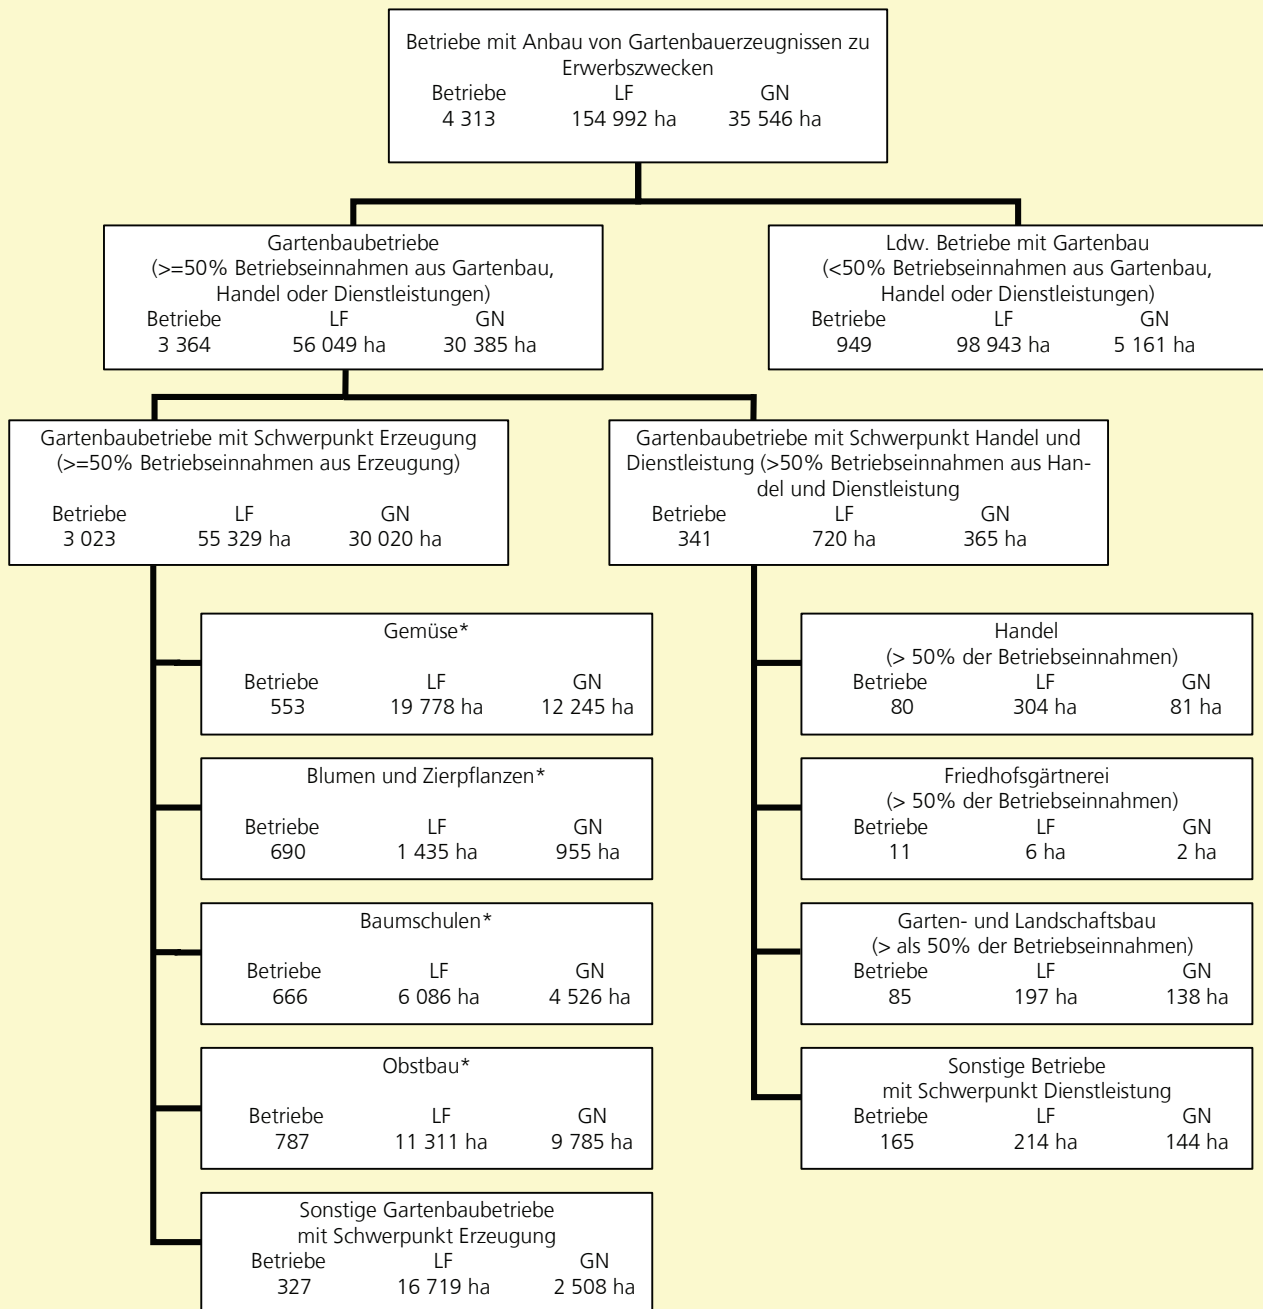 Betriebe mit Anbau von Gartenbauerzeugnissen zu
Erwerbszwecken
Betriebe LF GN
4 313 154 992 ha 35 546 ha
Gartenbaubetriebe
(>=50% Betriebseinnahmen aus Gartenbau,
Handel oder Dienstleistungen)
Betriebe LF GN
3 364 56 049 ha 30 385 ha
Ldw. Betriebe mit Gartenbau
(<50% Betriebseinnahmen aus Gartenbau,
Handel oder Dienstleistungen)
Betriebe LF GN
949 98 943 ha 5 161 ha
Gartenbaubetriebe mit Schwerpunkt Erzeugung
(>=50% Betriebseinnahmen aus Erzeugung)
Betriebe LF GN
3 023 55 329 ha 30 020 ha
Gartenbaubetriebe mit Schwerpunkt Handel und
Dienstleistung (>50% Betriebseinnahmen aus Han-
del und Dienstleistung
Betriebe LF GN
341 720 ha 365 ha
Gemüse*
Betriebe LF GN
553 19 778 ha 12 245 ha
Blumen und Zierpflanzen*
Betriebe LF GN
690 1 435 ha 955 ha
Baumschulen*
Betriebe LF GN
666 6 086 ha 4 526 ha
Obstbau*
Betriebe LF GN
787 11 311 ha 9 785 ha
Sonstige Gartenbaubetriebe
mit Schwerpunkt Erzeugung
Betriebe LF GN
327 16 719 ha 2 508 ha
Handel
(> 50% der Betriebseinnahmen)
Betriebe LF GN
80 304 ha 81 ha
Friedhofsgärtnerei
(> 50% der Betriebseinnahmen)
Betriebe LF GN
11 6 ha 2 ha
Garten- und Landschaftsbau
(> als 50% der Betriebseinnahmen)
Betriebe LF GN
85 197 ha 138 ha
Sonstige Betriebe
mit Schwerpunkt Dienstleistung
Betriebe LF GN
165 214 ha 144 ha